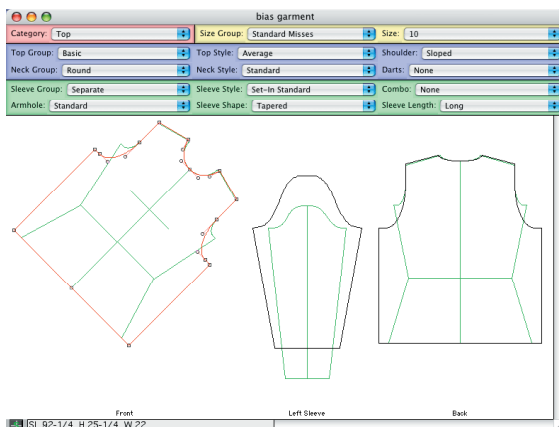 bias garment
Category: Top Size Group: Standard Misses Size: 10
Top Group: Basic Top Style: Average Shoulder: Sloped
Neck Group: Round Neck Style: Standard Darts: None
Sleeve Group: Separate Sleeve Style: Set-In Standard Combo: None
Armhole: Standard Sleeve Shape: Tapered Sleeve Length: Long
Front Left Sleeve Back
SL 92-1/4 H 25-1/4 W 22